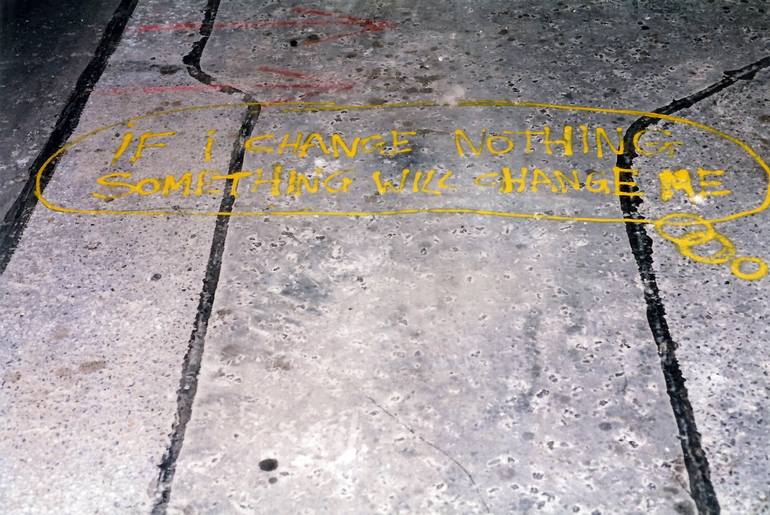 iF i CHANGE NOTHING
SOMETHING WILL CHANGE ME